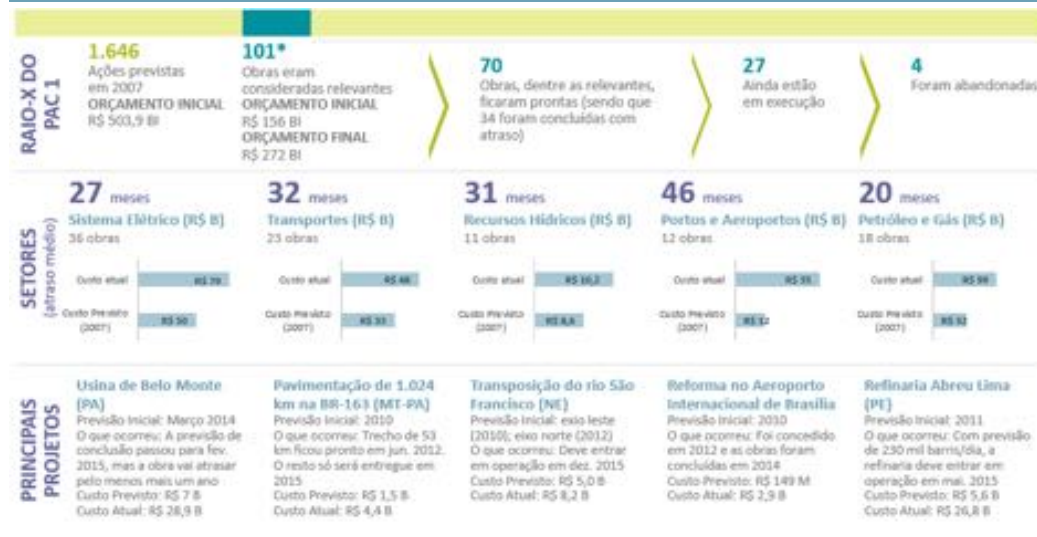 RAIO-X DO
PAC 1
1.646
Ações previstas
em 2007
ORÇAMENTO INICIAL
R$ 503,9 BI
101*
Obras eram
consideradas relevantes
ORÇAMENTO INICIAL
R$ 156 BI
ORÇAMENTO FINAL
R$ 272 BI
70
Obras, dentre as relevantes,
ficaram prontas (sendo que
34 foram concluídas com
atraso)
27
Ainda estão
em execução
4
Foram abandonadas
SETORES
(atraso médio)
27 meses
Sistema Elétrico (R$ B)
36 obras
Custo atual
R$ 79
Custo Previsto
(2007)
R$ 50
32 meses
Transportes (R$ B)
23 obras
Custo atual
Custo Previsto
(2007)
R$ 33
31 meses
Recursos Hídricos (R$ B)
11 obras
Custo atual
R$ 10,2
Custo Previsto
(2007)
R$ 6,6
46 meses
Portos e Aeroportos (R$ B)
12 obras
Custo atual
Custo Previsto
(2007)
R$ 12
20 meses
Petróleo e Gás (R$ B)
18 obras
Custo atual
Custo Previsto
(2007)
R$ 52
PRINCIPAIS
PROJETOS
Usina de Belo Monte
(PA)
Previsão Inicial: Março 2014
O que ocorreu: A previsão de
conclusão passou para fev.
2015, mas a obra vai atrasar
pelo menos mais um ano
Custo Previsto: R$ 7 B
Custo Atual: R$ 28,9 B
Pavimentação de 1.024
km na BR-163 (MT-PA)
Previsão Inicial: 2010
O que ocorreu: Trecho de 53
km ficou pronto em jun. 2012.
O resto só será entregue em
2015
Custo Previsto: R$ 1,5 B
Custo Atual: R$ 4,4 B
Transposição do rio São
Francisco (NE)
Previsão Inicial: exio leste
(2010); eixo norte (2012)
O que ocorreu: Deve entrar
em operação em dez. 2015
Custo Previsto: R$ 5,0 B
Custo Atual: R$ 8,2 B
Reforma no Aeroporto
Internacional de Brasília
Previsão Inicial: 2010
O que ocorreu: Foi concedido
em 2012 e as obras foram
concluídas em 2014
Custo Previsto: R$ 149 M
Custo Atual: R$ 2,9 B
Refinaria Abreu Lima
(PE)
Previsão Inicial: 2011
O que ocorreu: Com previsão
de 230 mil barris/dia, a
refinaria deve entrar em
operação em mai. 2015
Custo Previsto: R$ 5,6 B
Custo Atual: R$ 26,8 B